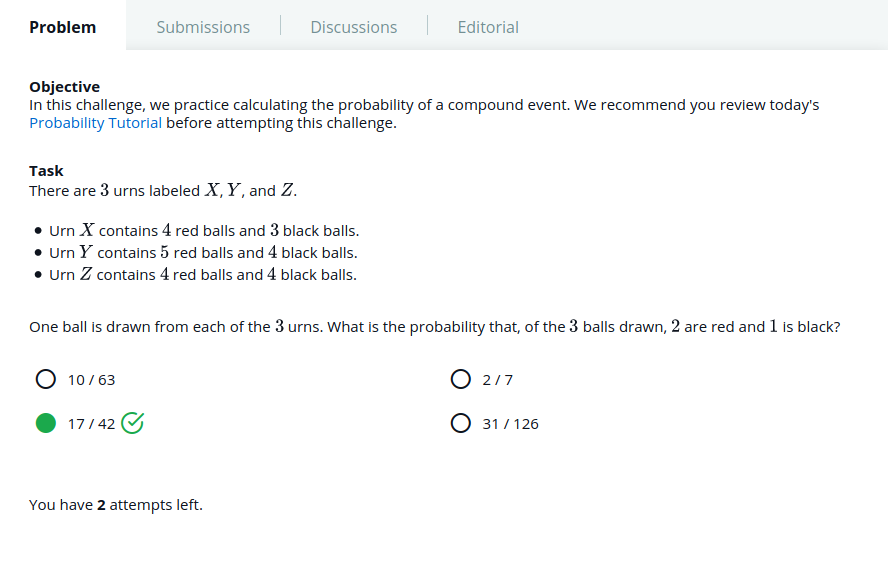 Problem
Submissions
Discussions
Editorial
Objective
In this challenge, we practice calculating the probability of a compound event. We recommend you review today's
Probability Tutorial before attempting this challenge.
Task
There are 3 urns labeled X, Y, and Z.
• Urn X contains 4 red balls and 3 black balls.
• Urn Y contains 5 red balls and 4 black balls.
• Urn Z contains 4 red balls and 4 black balls.
One ball is drawn from each of the 3 urns. What is the probability that, of the 3 balls drawn, 2 are red and 1 is black?
10 / 63
2 / 7
17 / 42
31 / 126
You have 2 attempts left.